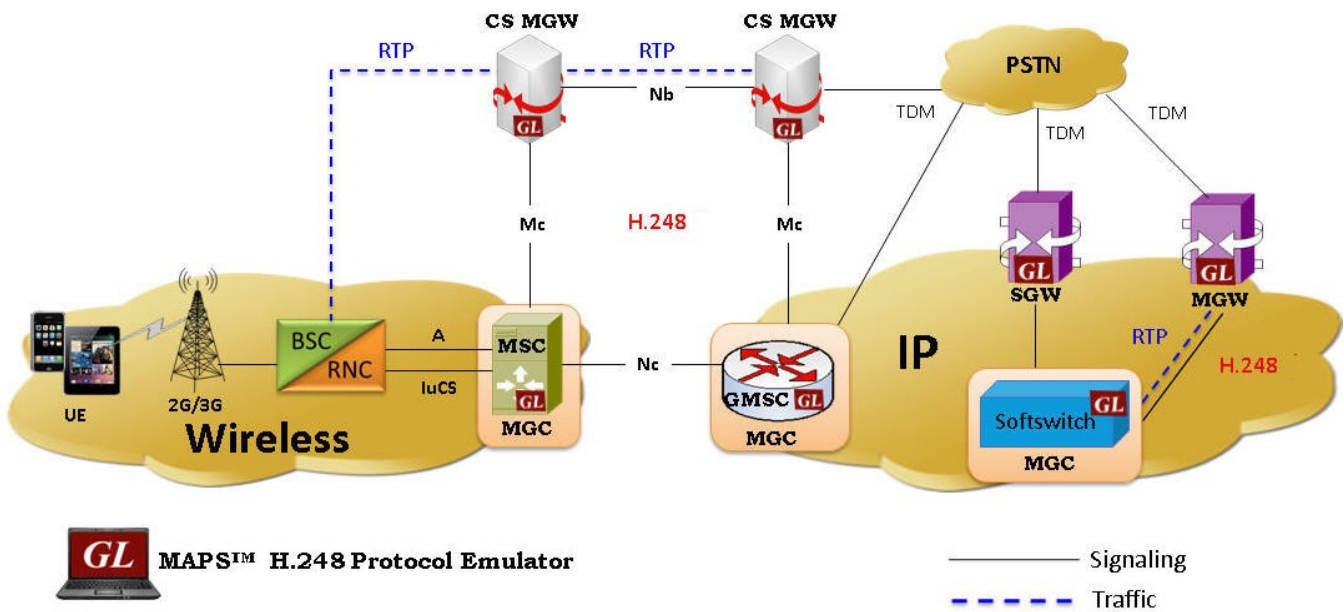 CS MGW
CS MGW
RTP
RTP
PSTN
Nb
GL
GL
TDM
TDM
TDM
Mc
H.248
Mc
GL
GL
SGW
MGW
BSC
RNC
A
MSC
IuCS
GL
Nc
GMSC
GL
IP
RTP
H.248
GL
Softswitch
UE
2G/3G
Wireless
MGC
MGC
MGC
GL
MAPS™ H.248 Protocol Emulator
Signaling
Traffic